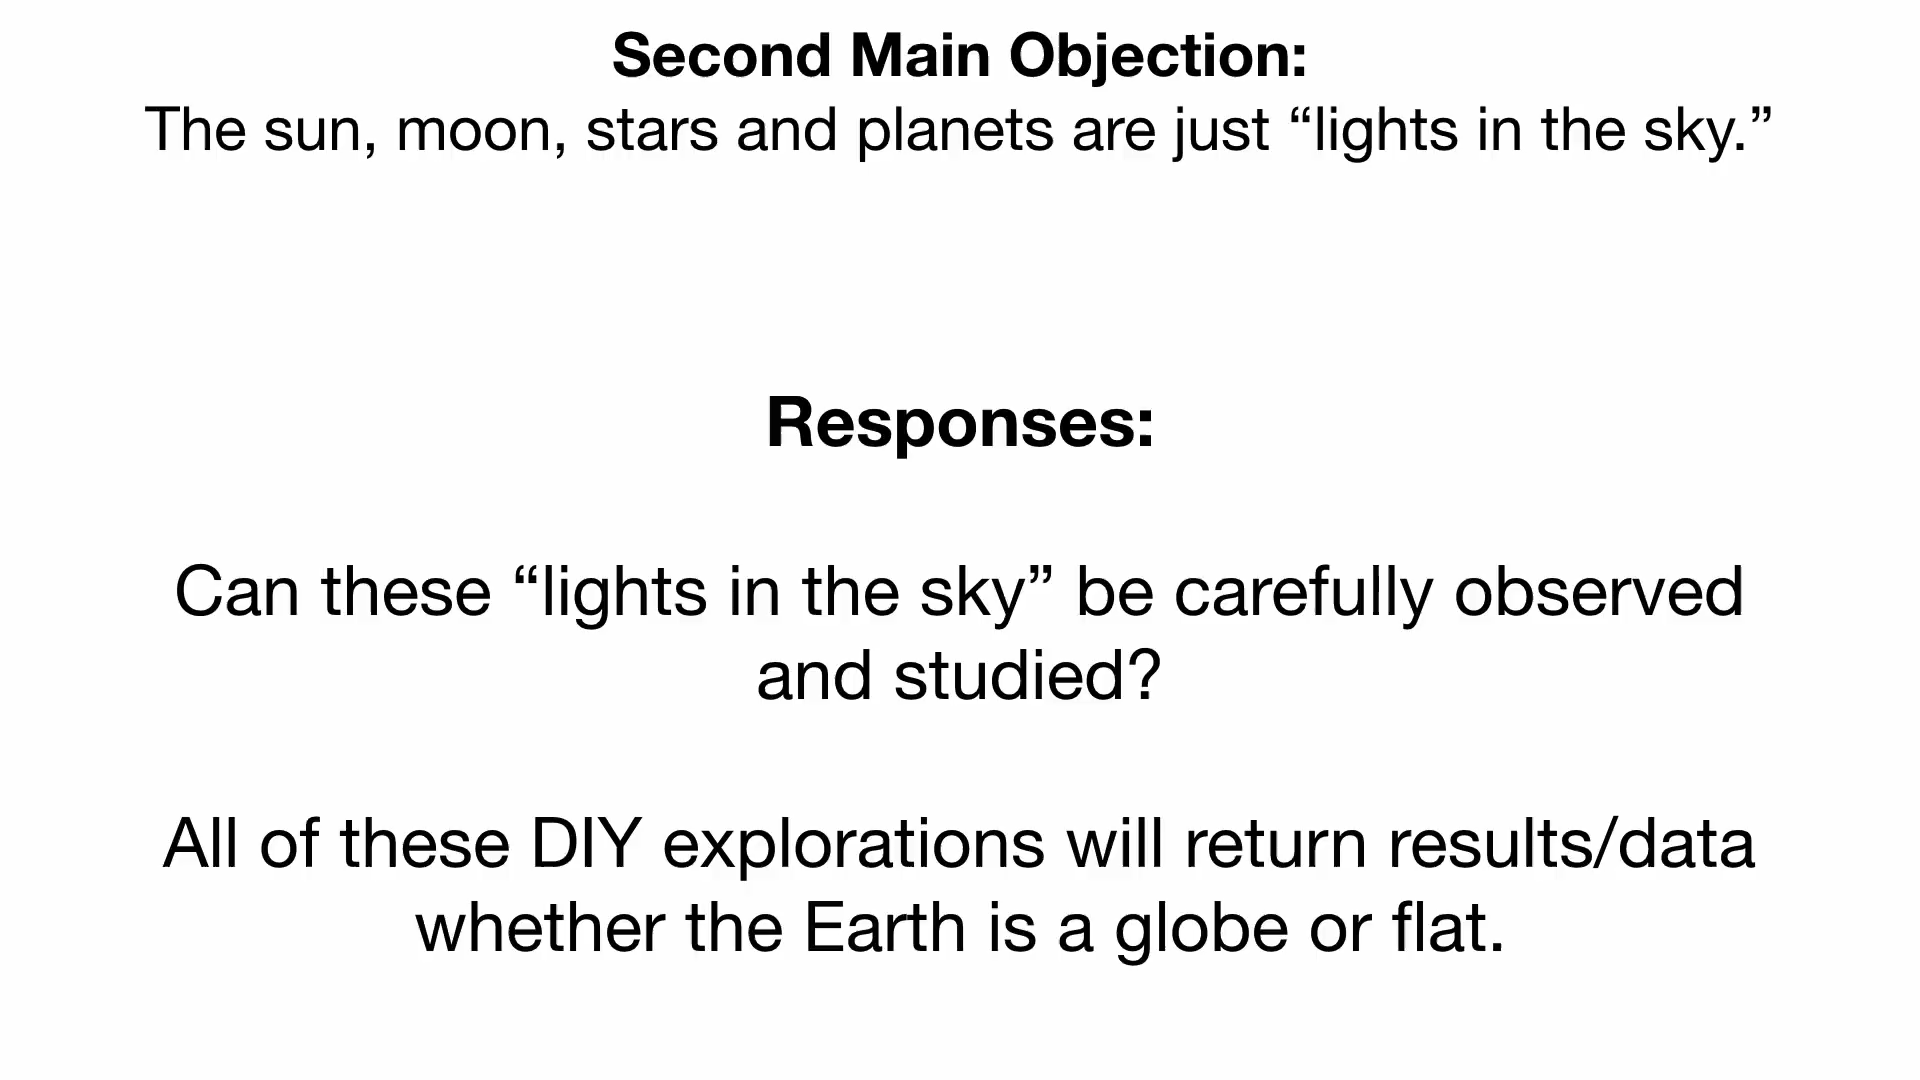 Second Main Objection:
The sun, moon, stars and planets are just “lights in the sky.”
Responses:
Can these “lights in the sky” be carefully observed
and studied?
All of these DIY explorations will return results/data
whether the Earth is a globe or flat.